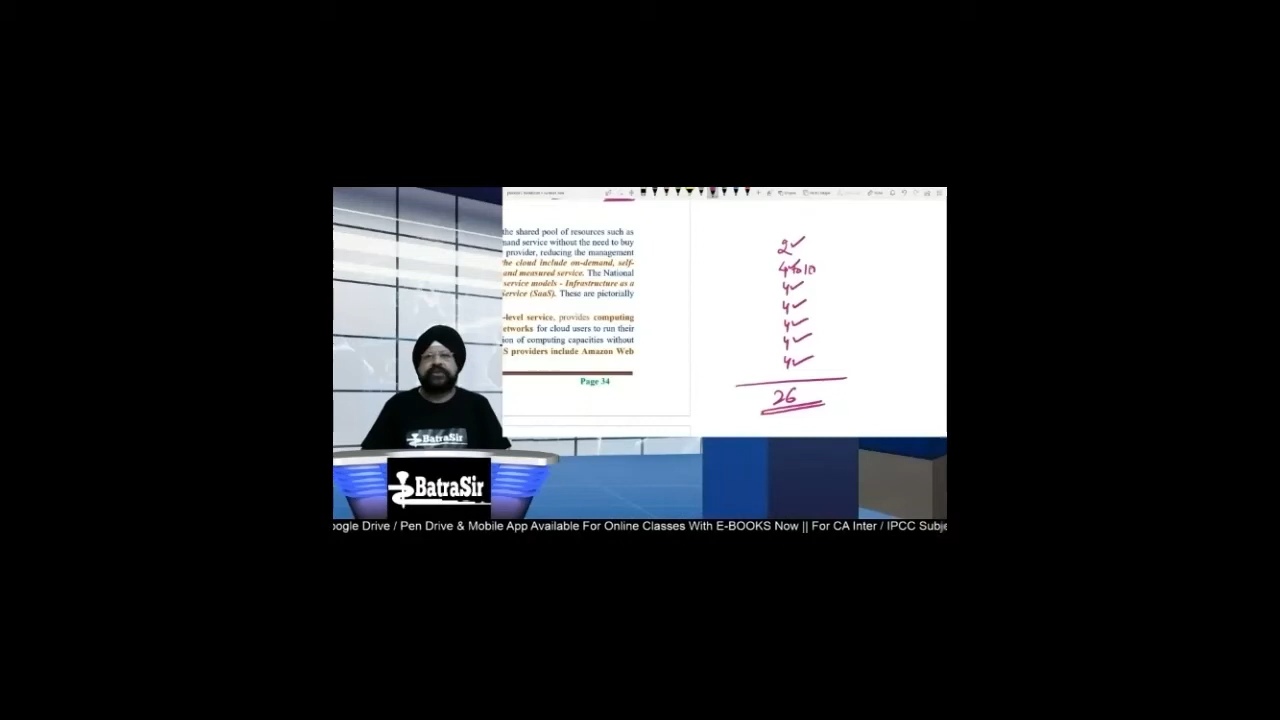 the shared pool of resources such as
mand service without the need to buy
provider, reducing the management
the cloud include on-demand, self-
and measured service. The National
service models - Infrastructure as a
Service (SaaS). These are pictorially
-level service, provides computing
etworks for cloud users to run their
ion of computing capacities without
S providers include Amazon Web
Page 34
2✓
4 to 10
4✓
4✓
4✓
4✓
4✓
26
BatraSir
BatraSir
oogle Drive / Pen Drive & Mobile App Available For Online Classes With E-BOOKS Now || For CA Inter / IPCC Subje